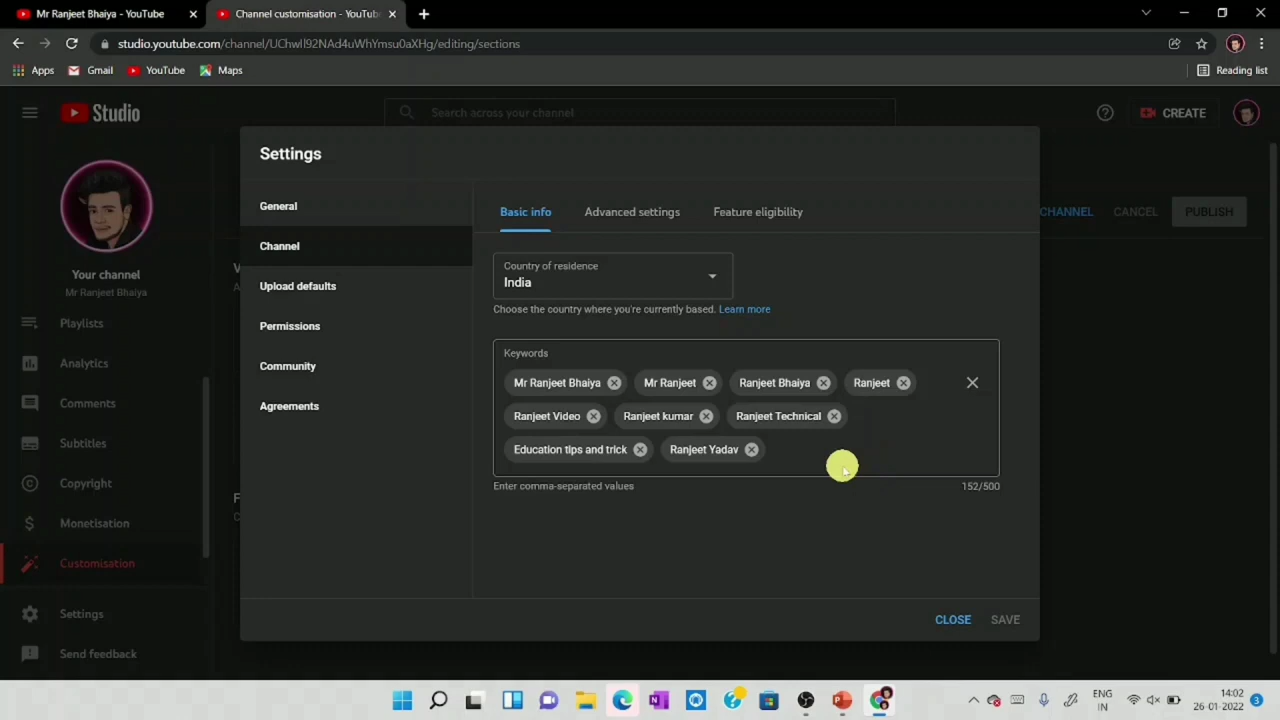 Mr Ranjeet Bhaiya - YouTube
Channel customisation - YouTub
studio.youtube.com/channel/UChwII92NAd4uWhYmsu0aXHg/editing/sections
Apps Gmail YouTube Maps Reading list
Studio
Search across your channel
CREATE
Settings
General
Channel
Upload defaults
Permissions
Community
Agreements
Basic info Advanced settings Feature eligibility
Country of residence
India
Choose the country where you're currently based. Learn more
Keywords
Mr Ranjeet Bhaiya Mr Ranjeet Ranjeet Bhaiya Ranjeet
Ranjeet Video Ranjeet kumar Ranjeet Technical
Education tips and trick Ranjeet Yadav
Enter comma-separated values 152/500
CLOSE SAVE
CHANNEL CANCEL PUBLISH
Your channel
Mr Ranjeet Bhaiya
Playlists
Analytics
Comments
Subtitles
Copyright
Monetisation
Customisation
Settings
Send feedback
ENG
IN
14:02
26-01-2022
3